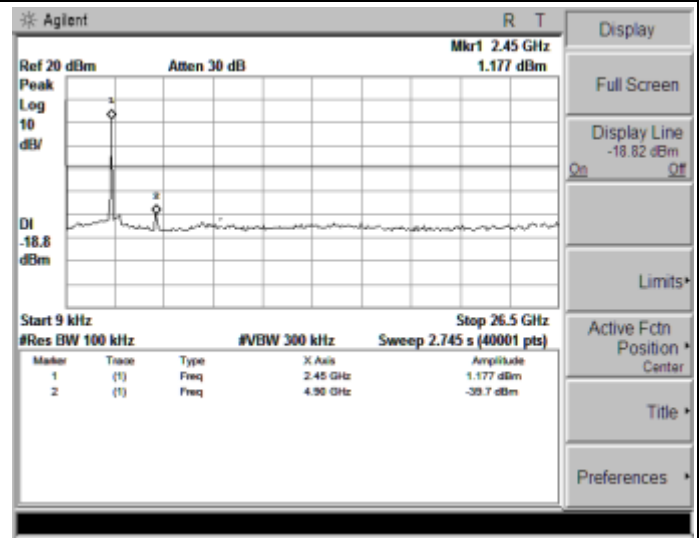 Agilent R T
Mkr1 2.45 GHz
Ref 20 dBm Atten 30 dB 1.177 dBm
Peak
Log
10
dB/
1
2
DI
-18.8
dBm
Start 9 kHz Stop 26.5 GHz
#Res BW 100 kHz #VBW 300 kHz Sweep 2.745 s (40001 pts)
Marker Trace Type X Axis Amplitude
1 (1) Freq 2.45 GHz 1.177 dBm
2 (1) Freq 4.90 GHz -39.7 dBm
Display
Full Screen
Display Line
-18.82 dBm
On Off
Limits
Active Fctn
Position
Center
Title
Preferences